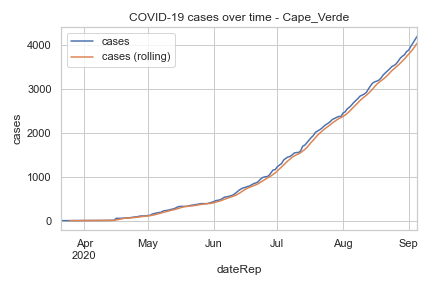 COVID-19 cases over time - Cape_Verde
cases
cases (rolling)
4000
3000
2000
1000
0
cases
Apr
2020
May
Jun
Jul
Aug
Sep
dateRep